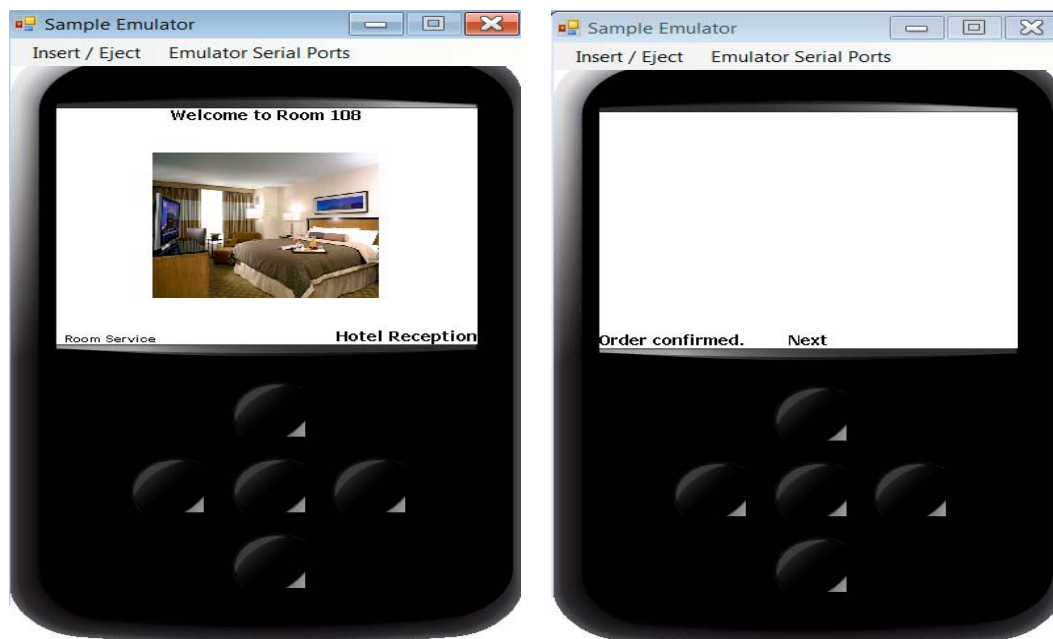 Sample Emulator
Insert / Eject Emulator Serial Ports
Welcome to Room 108
Room Service Hotel Reception
Sample Emulator
Insert / Eject Emulator Serial Ports
Order confirmed. Next